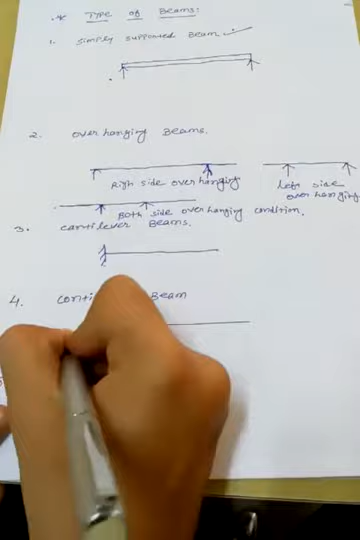 * Type of Beams:
1. simply supported Beam ✓
2. over hanging Beams.
Righ side over hanging
left side over hanging
Both side over hanging condition.
3. cantilever Beams.
4. Beam